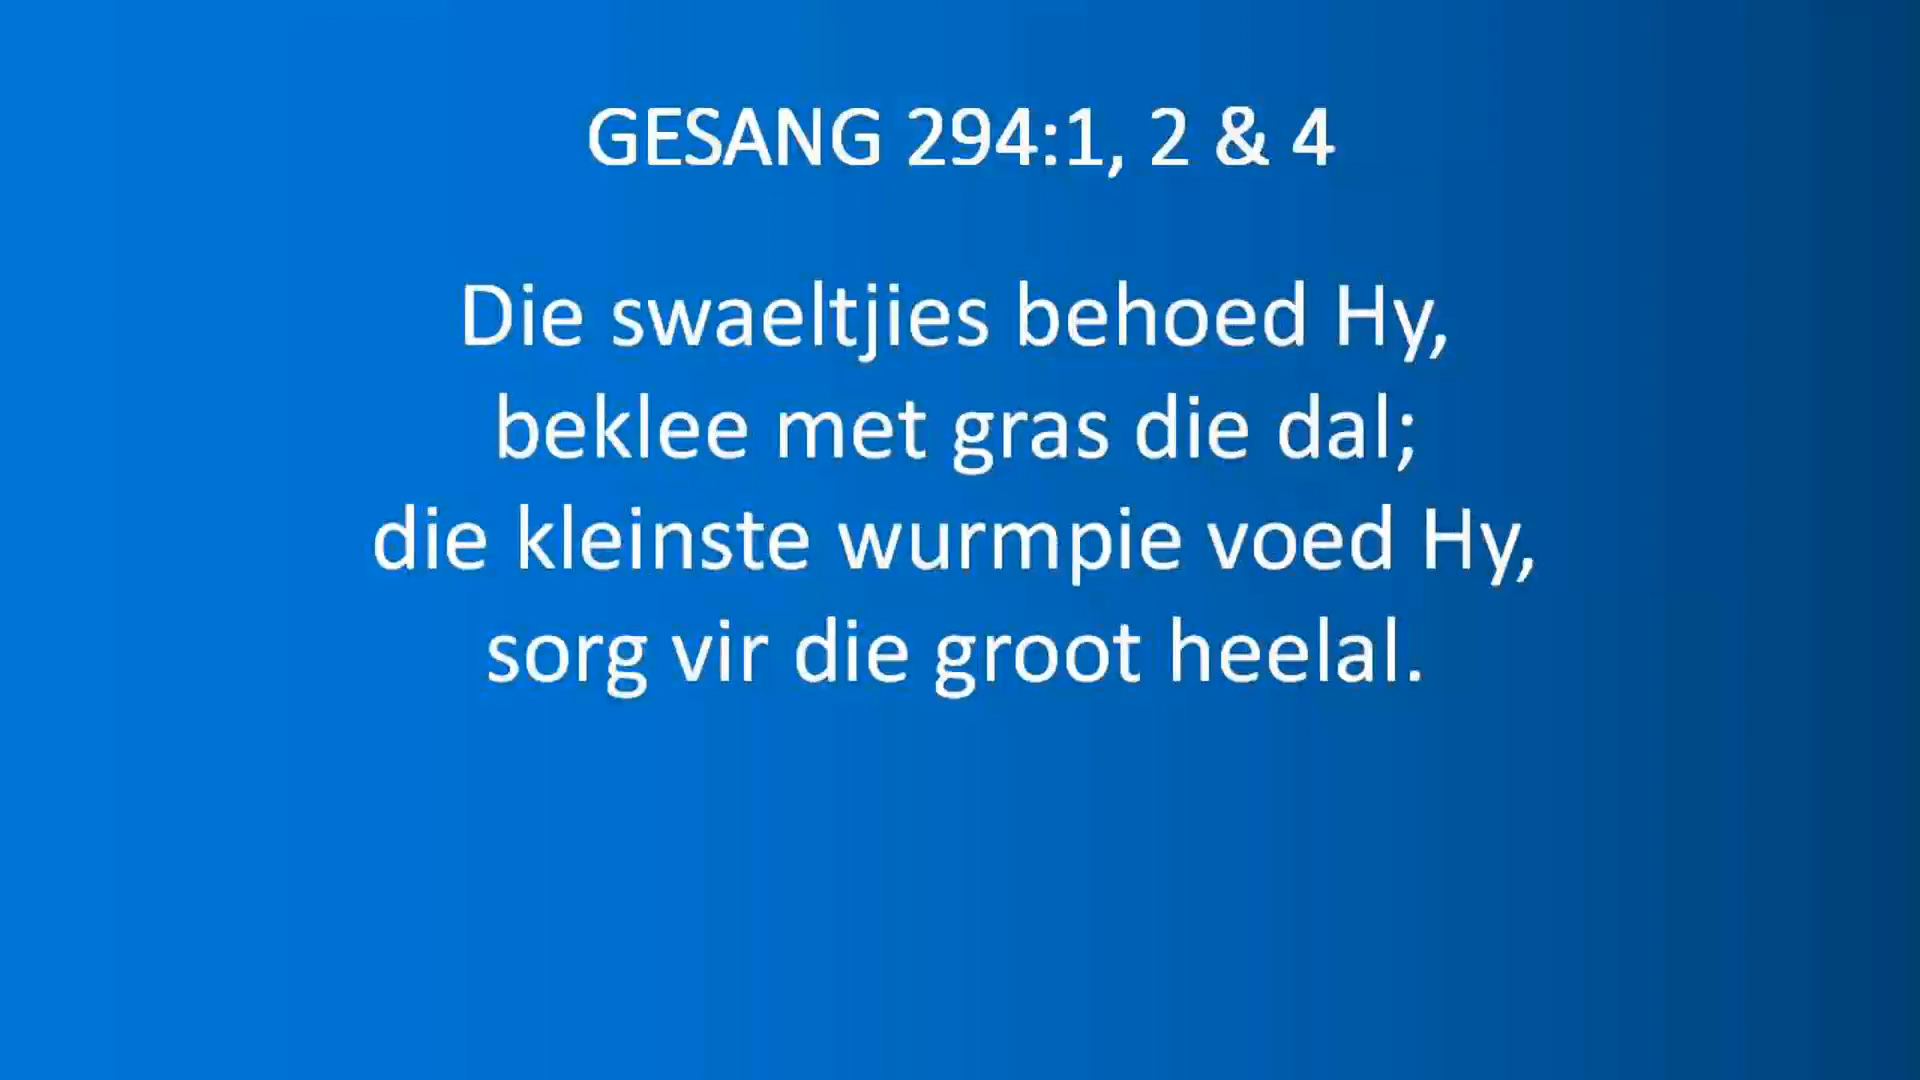 GESANG 294:1, 2 & 4
Die swaeltjies behoed Hy,
beklee met gras die dal;
die kleinste wurmpie voed Hy,
sorg vir die groot heelal.